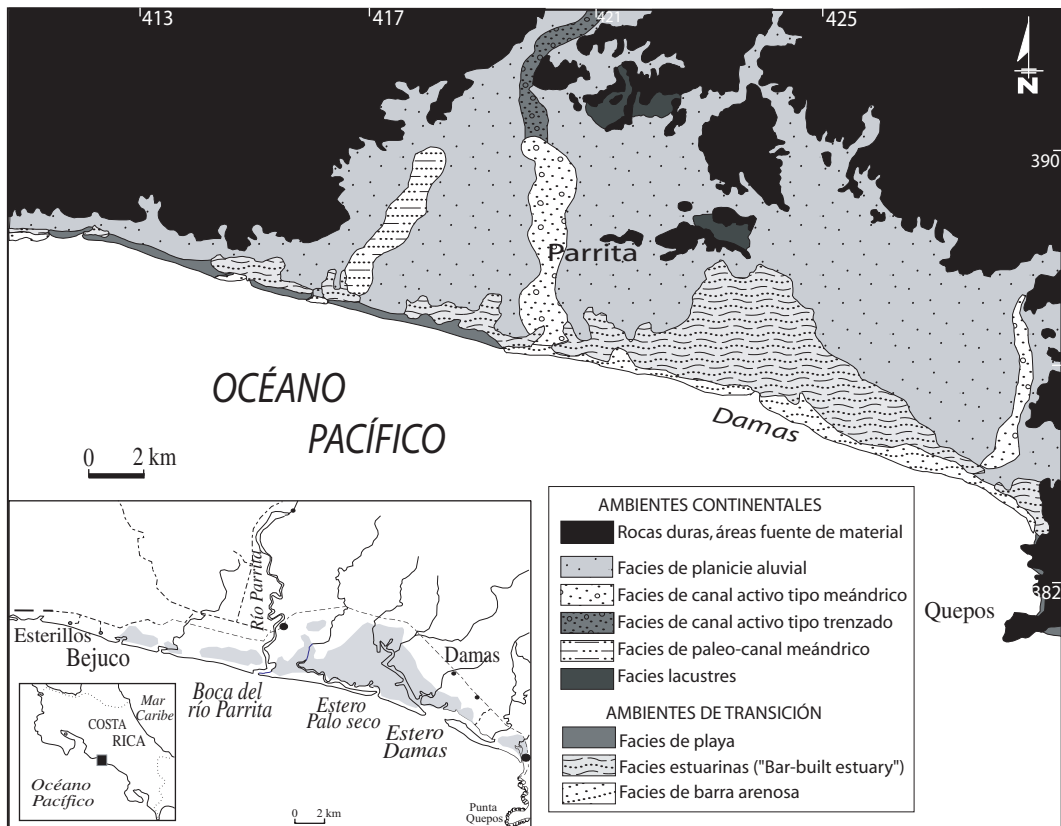 413
417
421
425
N
390
Parrita
OCÉANO
PACÍFICO
Damas
0 2 km
382
Quepos
AMBIENTES CONTINENTALES
Rocas duras, áreas fuente de material
Facies de planicie aluvial
Facies de canal activo tipo meándrico
Facies de canal activo tipo trenzado
Facies de paleo-canal meándrico
Facies lacustres
AMBIENTES DE TRANSICIÓN
Facies de playa
Facies estuarinas ("Bar-built estuary")
Facies de barra arenosa
Río Parrita
Esterillos
Bejuco
Damas
Boca del
río Parrita
Estero
Palo seco
Estero
Damas
Punta
Quepos
0 2 km
Mar
Caribe
COSTA
RICA
Océano
Pacífico